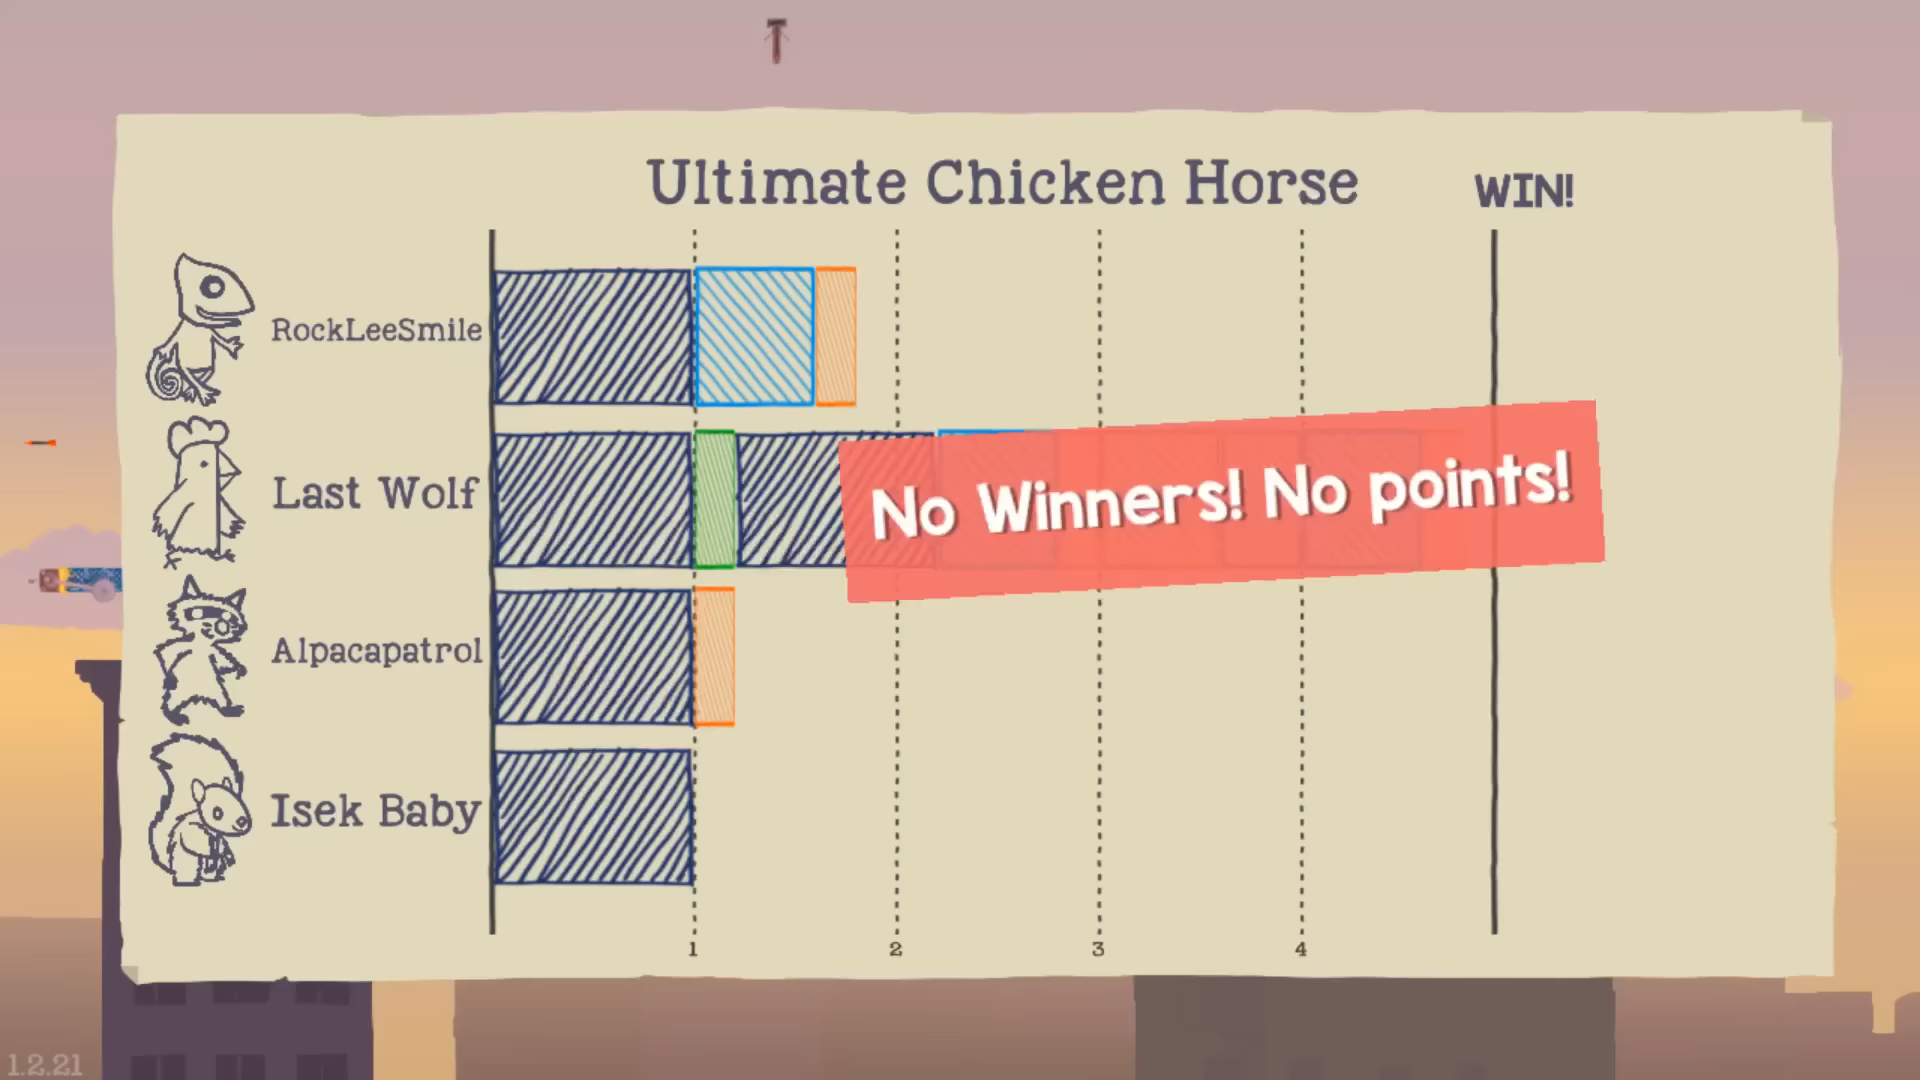 Ultimate Chicken Horse
WIN!
RockLeeSmile
Last Wolf
No Winners! No points!
Alpacapatrol
Isek Baby
1 2 3 4
1.2.21